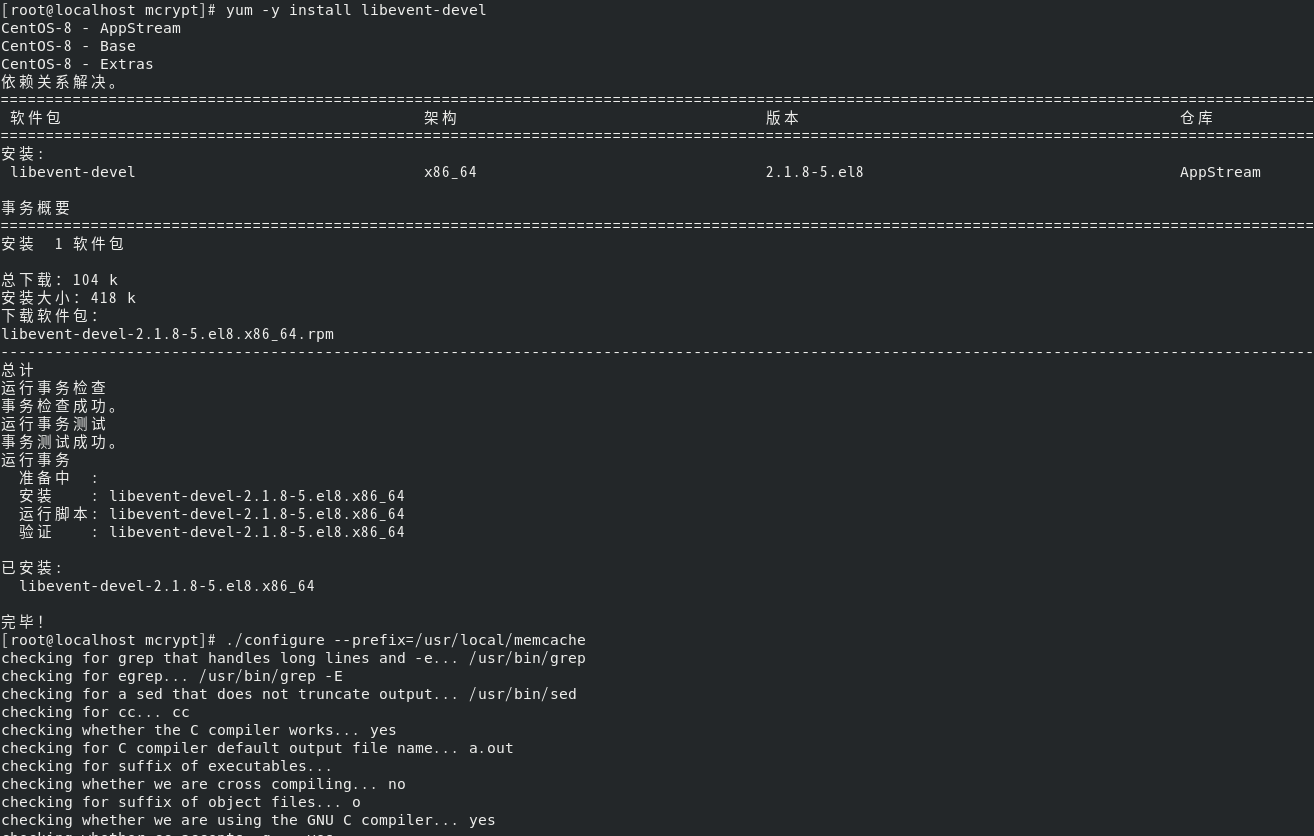 [root@localhost mcrypt]# yum -y install libevent-devel
CentOS-8 - AppStream
CentOS-8 - Base
CentOS-8 - Extras
依赖关系解决。
软件包 架构 版本 仓库
安装:
libevent-devel x86_64 2.1.8-5.el8 AppStream
事务概要
安装 1 软件包
总下载：104 k
安装大小：418 k
下载软件包：
libevent-devel-2.1.8-5.el8.x86_64.rpm
总计
运行事务检查
事务检查成功。
运行事务测试
事务测试成功。
运行事务
准备中 :
安装 : libevent-devel-2.1.8-5.el8.x86_64
运行脚本: libevent-devel-2.1.8-5.el8.x86_64
验证 : libevent-devel-2.1.8-5.el8.x86_64
已安装:
libevent-devel-2.1.8-5.el8.x86_64
完毕！
[root@localhost mcrypt]# ./configure --prefix=/usr/local/memcache
checking for grep that handles long lines and -e... /usr/bin/grep
checking for egrep... /usr/bin/grep -E
checking for a sed that does not truncate output... /usr/bin/sed
checking for cc... cc
checking whether the C compiler works... yes
checking for C compiler default output file name... a.out
checking for suffix of executables...
checking whether we are cross compiling... no
checking for suffix of object files... o
checking whether we are using the GNU C compiler... yes